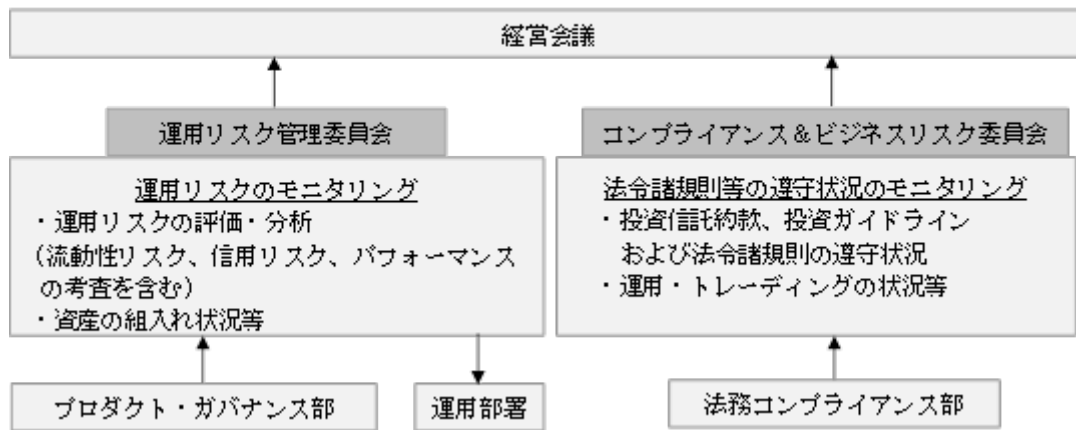 経営会議
運用リスク管理委員会
コンプライアンス＆ビジネスリスク委員会
運用リスクのモニタリング
・運用リスクの評価・分析
(流動性リスク、信用リスク、パフォーマンス
の考査を含む)
・資産の組入れ状況等
法令諸規則等の遵守状況のモニタリング
・投資信託約款、投資ガイドライン
および法令諸規則の遵守状況
・運用・トレーディングの状況等
プロダクト・ガバナンス部
運用部署
法務コンプライアンス部